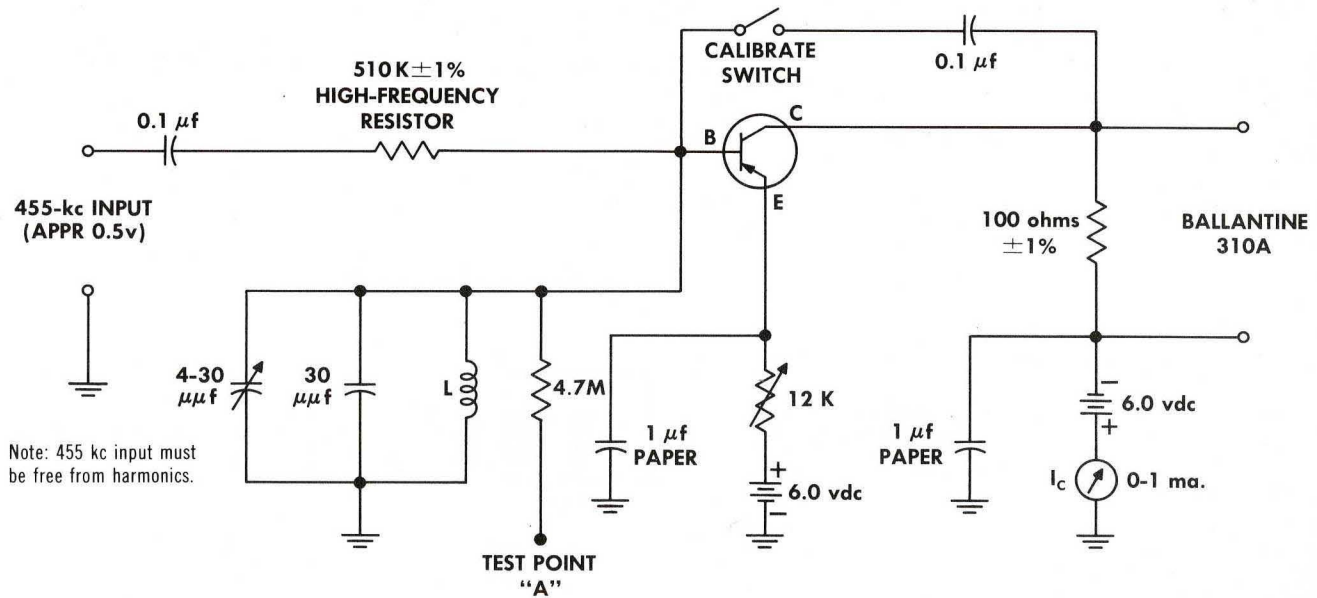 CALIBRATE
SWITCH
0.1 μf
510 K±1%
HIGH-FREQUENCY
RESISTOR
0.1 μf
B
C
E
455-kc INPUT
(APPR 0.5v)
100 ohms
±1%
BALLANTINE
310A
4-30
μμf
30
μμf
L
4.7M
12 K
1 μf
PAPER
+
6.0 vdc
−
1 μf
PAPER
−
6.0 vdc
+
IC
0-1 ma.
Note: 455 kc input must
be free from harmonics.
TEST POINT
“A”